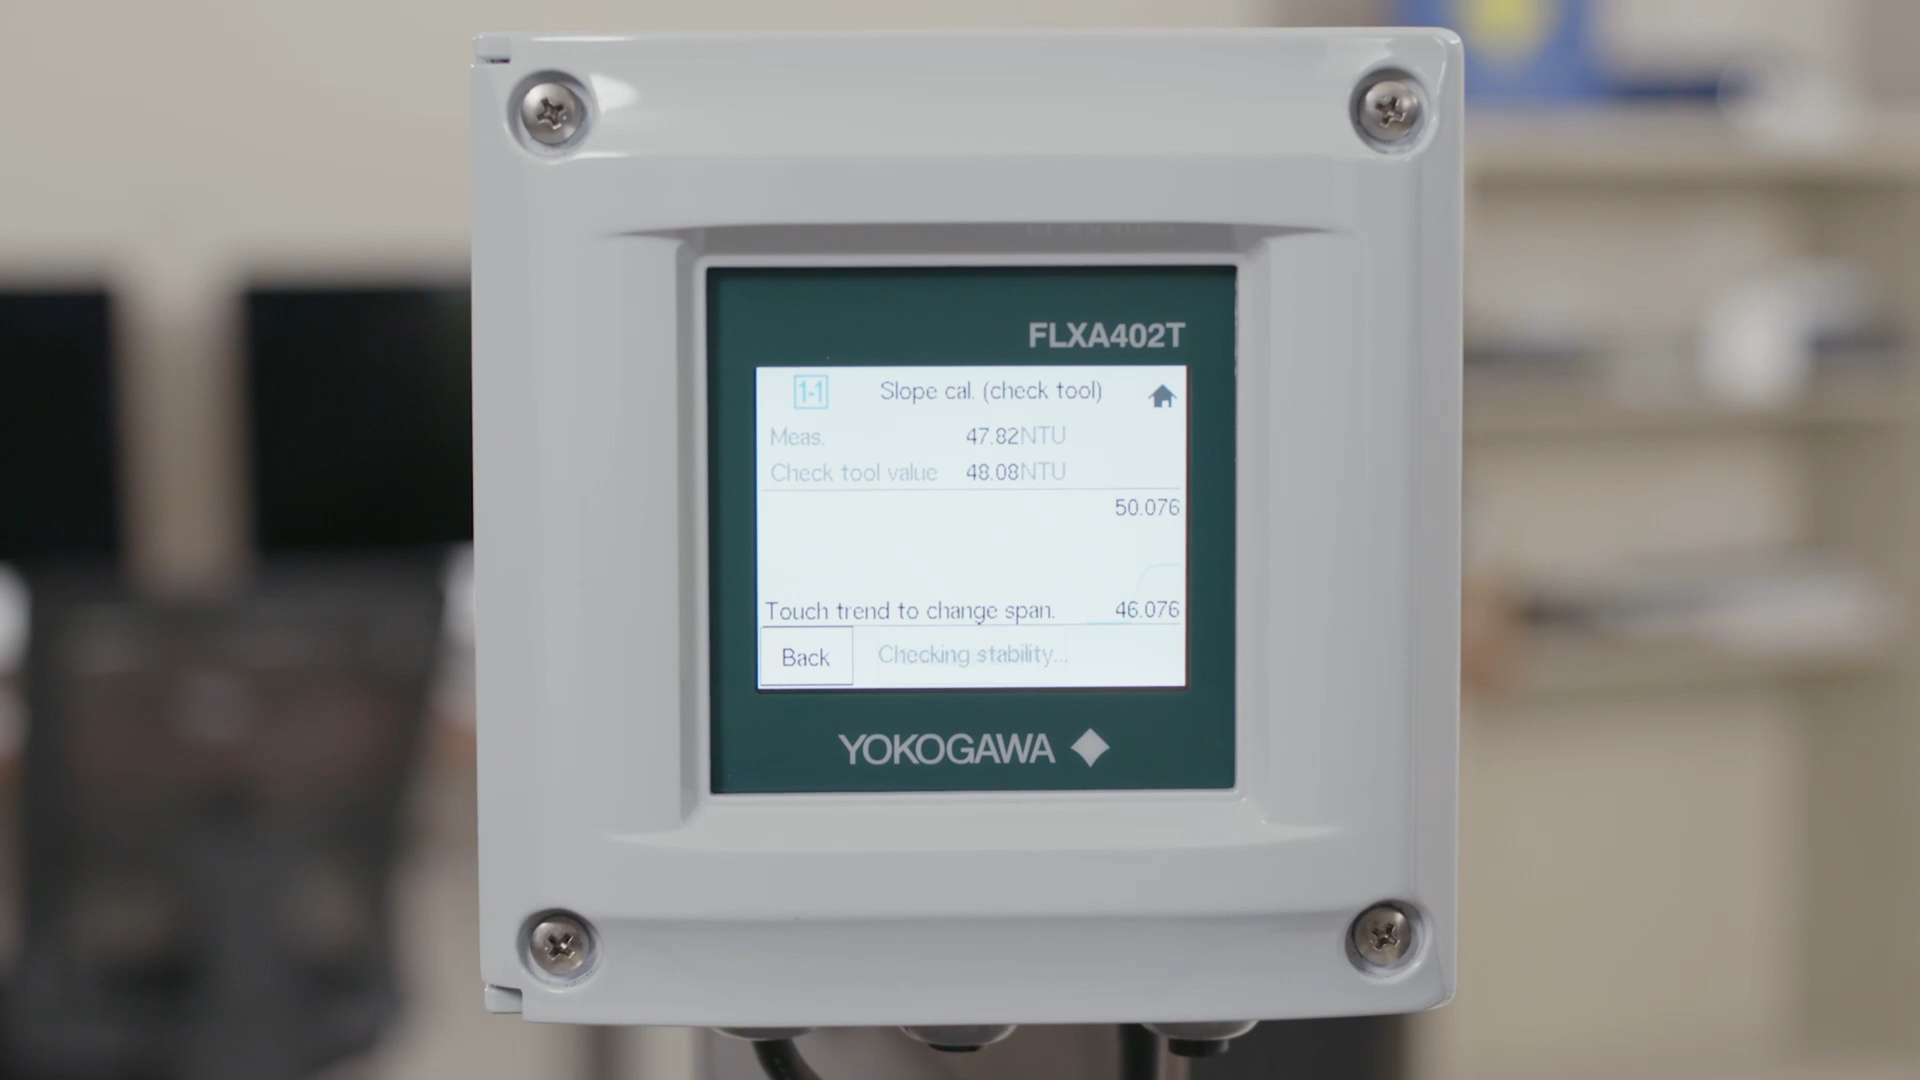 FLXA402T
1-1 Slope cal. (check tool)
Meas. 47.82NTU
Check tool value 48.08NTU
50.076
Touch trend to change span. 46.076
Back Checking stability...
YOKOGAWA